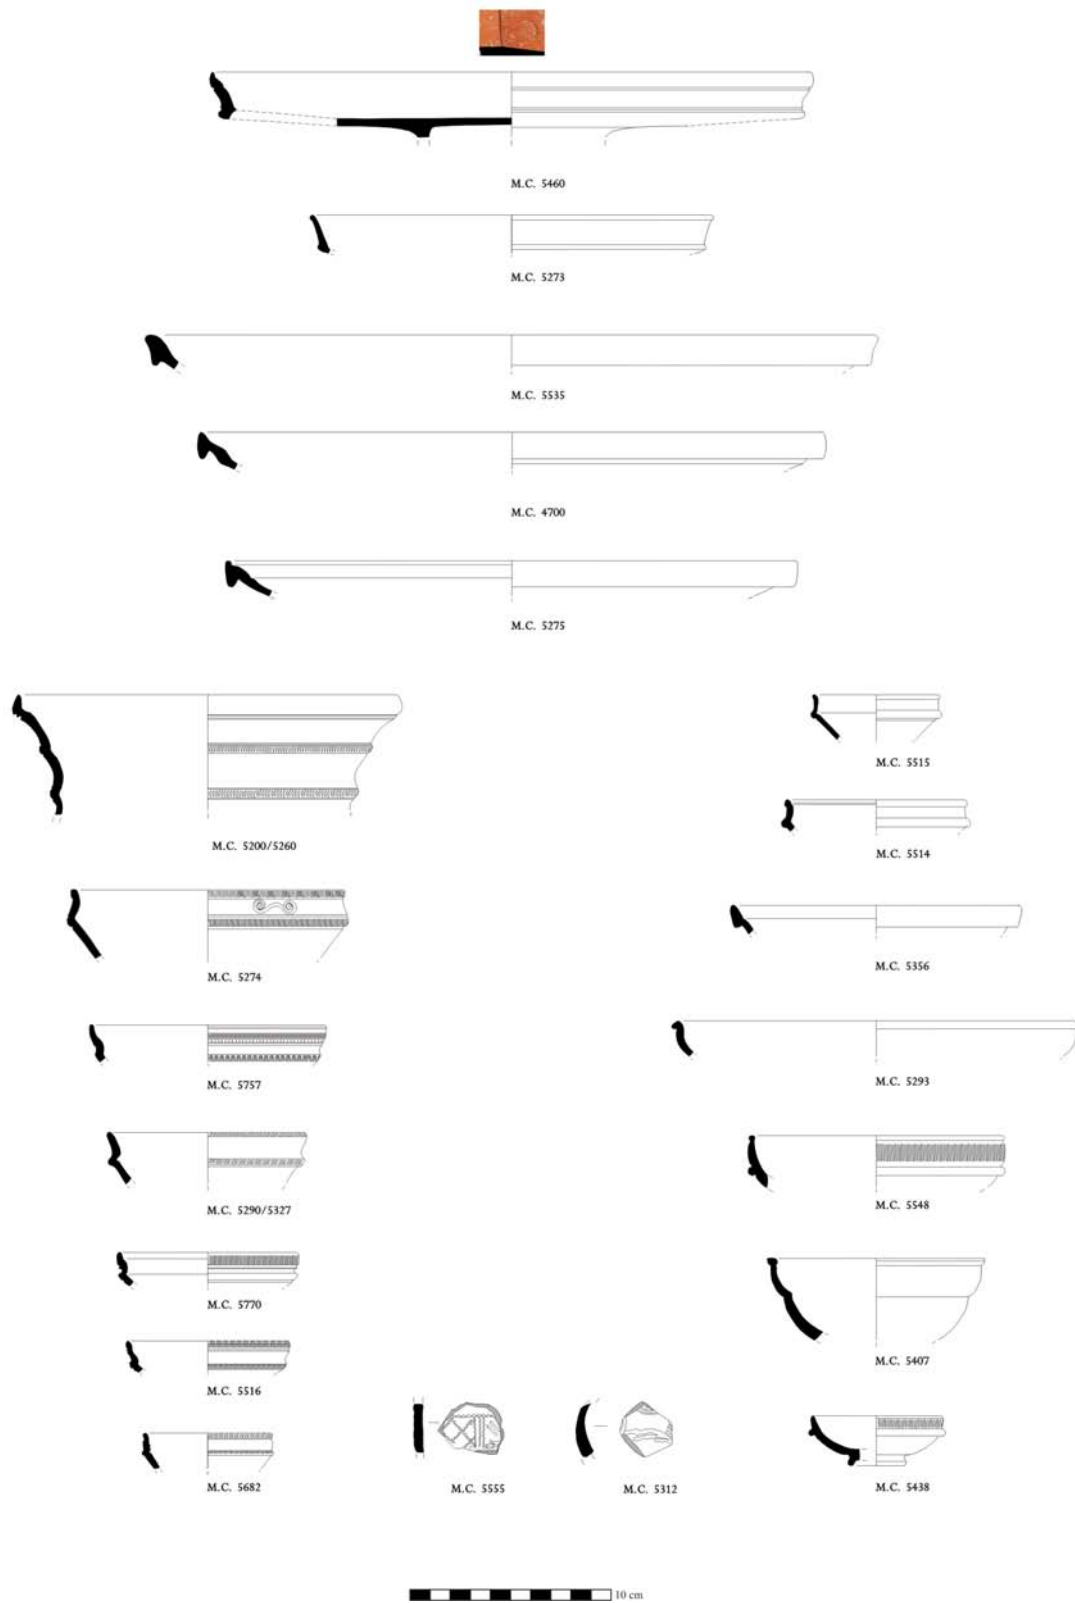 M.C. 5460
M.C. 5273
M.C. 5535
M.C. 4700
M.C. 5275
M.C. 5200/5260
M.C. 5274
M.C. 5757
M.C. 5290/5327
M.C. 5770
M.C. 5516
M.C. 5682
M.C. 5555
M.C. 5312
M.C. 5515
M.C. 5514
M.C. 5356
M.C. 5293
M.C. 5548
M.C. 5407
M.C. 5438
10 cm